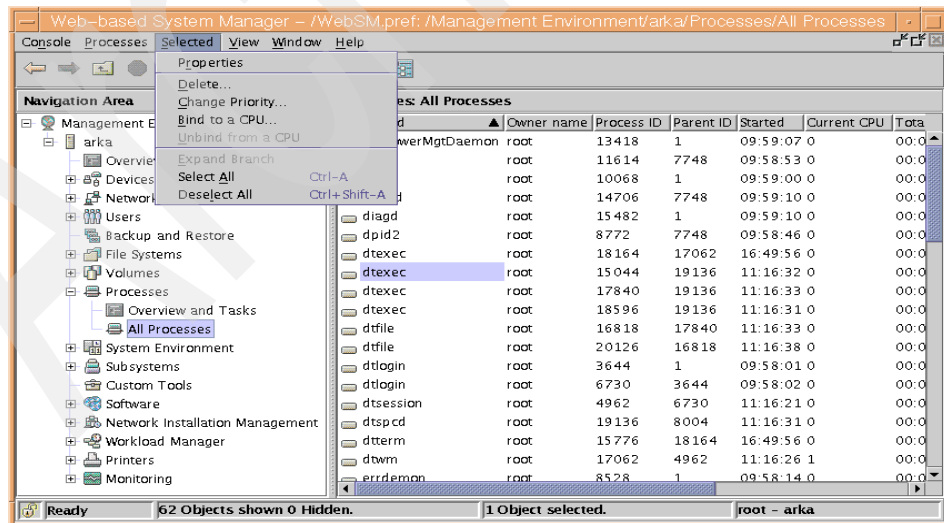 Web-based System Manager - /WebSM.pref: /Management Environment/arka/Processes/All Processes
Console Processes Selected View Window Help
Properties
Delete...
Change Priority...
Bind to a CPU...
Unbind from a CPU
Expand Branch
Select All Ctrl-A
Deselect All Ctrl+Shift-A
Navigation Area
Management E
arka
Overvie
Devices
Network
Users
Backup and Restore
File Systems
Volumes
Processes
Overview and Tasks
All Processes
System Environment
Subsystems
Custom Tools
Software
Network Installation Management
Workload Manager
Printers
Monitoring
es: All Processes
d Owner name Process ID Parent ID Started Current CPU Tota
werMgtDaemon root 13418 1 09:59:07 0 00:0
root 11614 7748 09:58:53 0 00:0
root 10068 1 09:59:00 0 00:0
d root 14706 7748 09:59:10 0 00:0
diagd root 15482 1 09:59:10 0 00:0
dpid2 root 8772 7748 09:58:46 0 00:0
dtexec root 18164 17062 16:49:56 0 00:0
dtexec root 15044 19136 11:16:32 0 00:0
dtexec root 17840 19136 11:16:33 0 00:0
dtexec root 18596 19136 11:16:31 0 00:0
dtfile root 16818 17840 11:16:33 0 00:0
dtfile root 20126 16818 11:16:38 0 00:0
dtlogin root 3644 1 09:58:01 0 00:0
dtlogin root 6730 3644 09:58:02 0 00:0
dtsession root 4962 6730 11:16:21 0 00:0
dtspcd root 19136 8004 11:16:31 0 00:0
dtterm root 15776 18164 16:49:56 0 00:0
dtwm root 17062 4962 11:16:26 1 00:0
errdemon root 8528 1 09:58:14 0 00:0
Ready 62 Objects shown 0 Hidden. 1 Object selected. root - arka